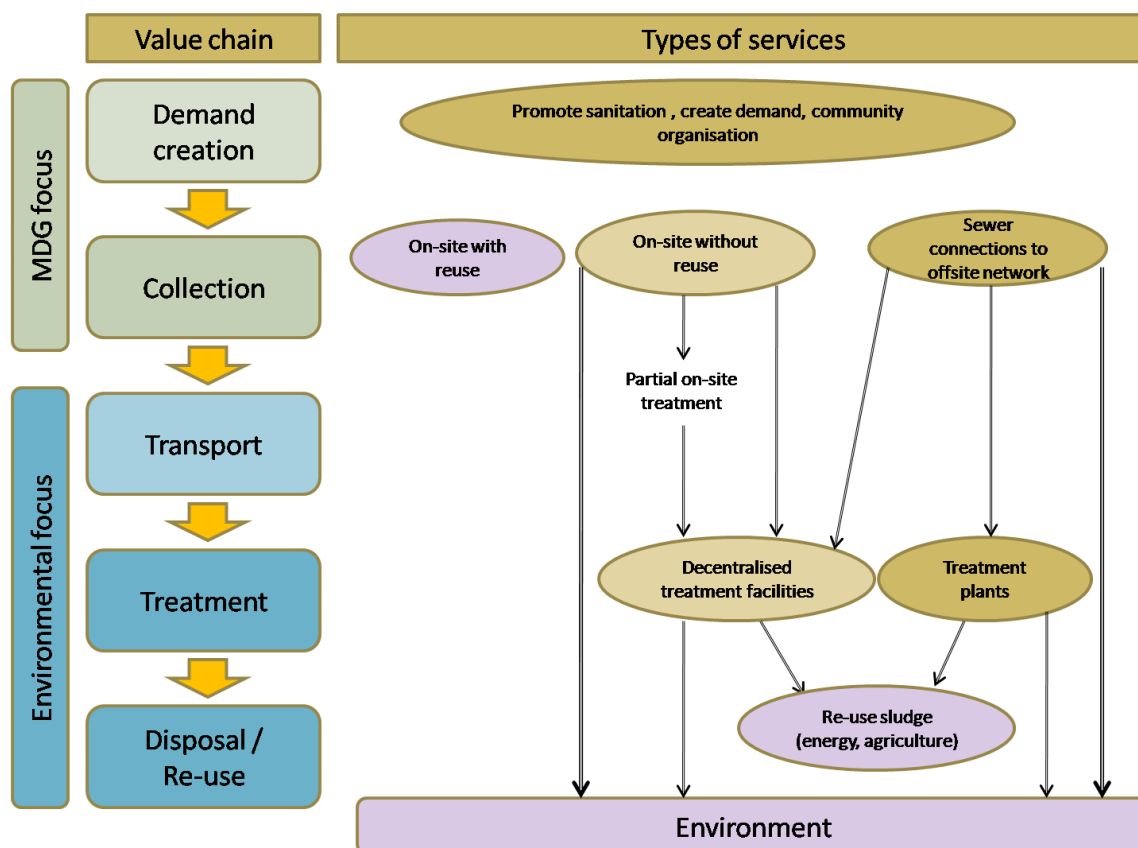 Value chain
Types of services
MDG focus
Demand
creation
Promote sanitation , create demand, community
organisation
Collection
On-site with
reuse
On-site without
reuse
Sewer
connections to
offsite network
Partial on-site
treatment
Environmental focus
Transport
Treatment
Decentralised
treatment facilities
Treatment
plants
Disposal /
Re-use
Re-use sludge
(energy, agriculture)
Environment